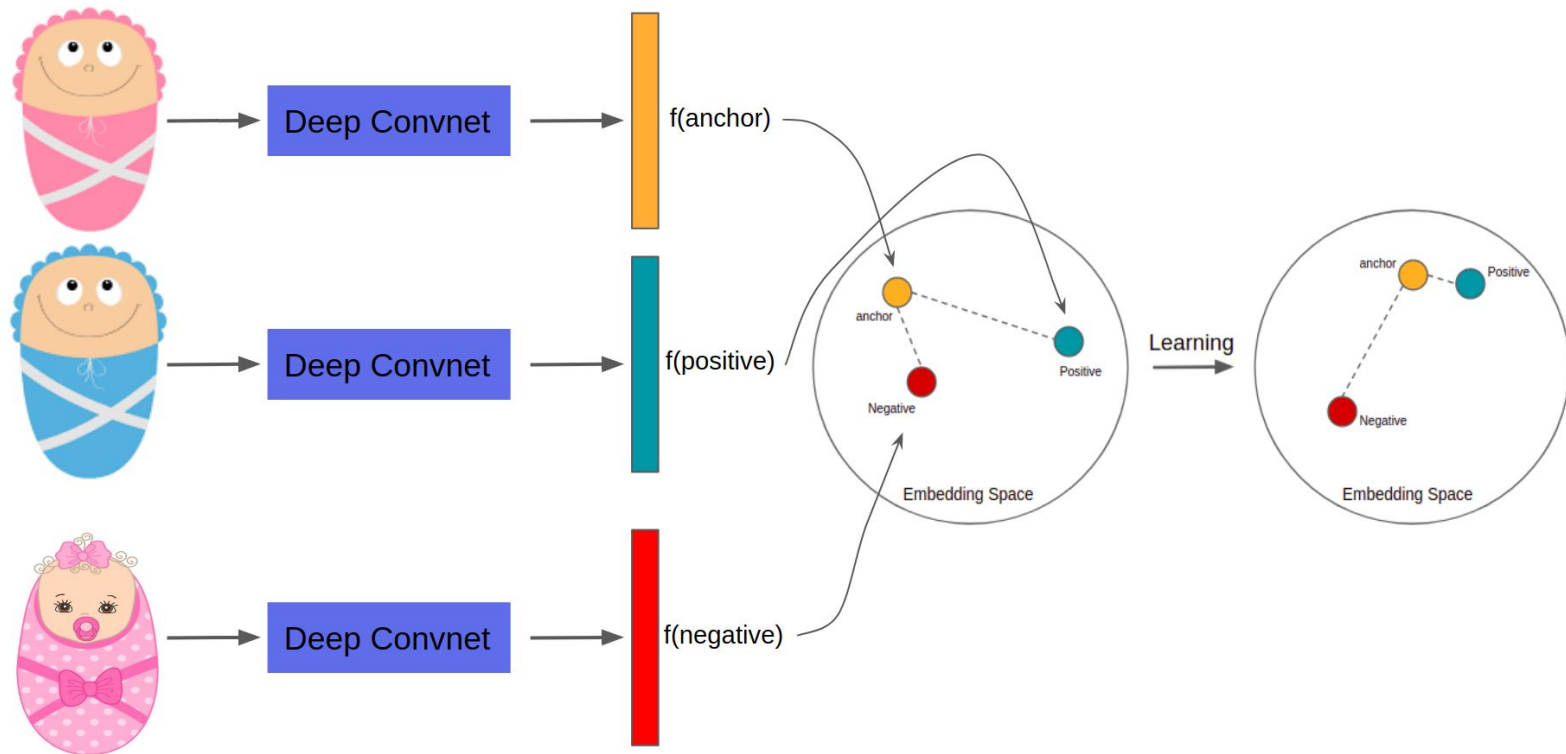 Deep Convnet
f(anchor)
Deep Convnet
f(positive)
Deep Convnet
f(negative)
anchor
Positive
Negative
Embedding Space
Learning
anchor
Positive
Negative
Embedding Space